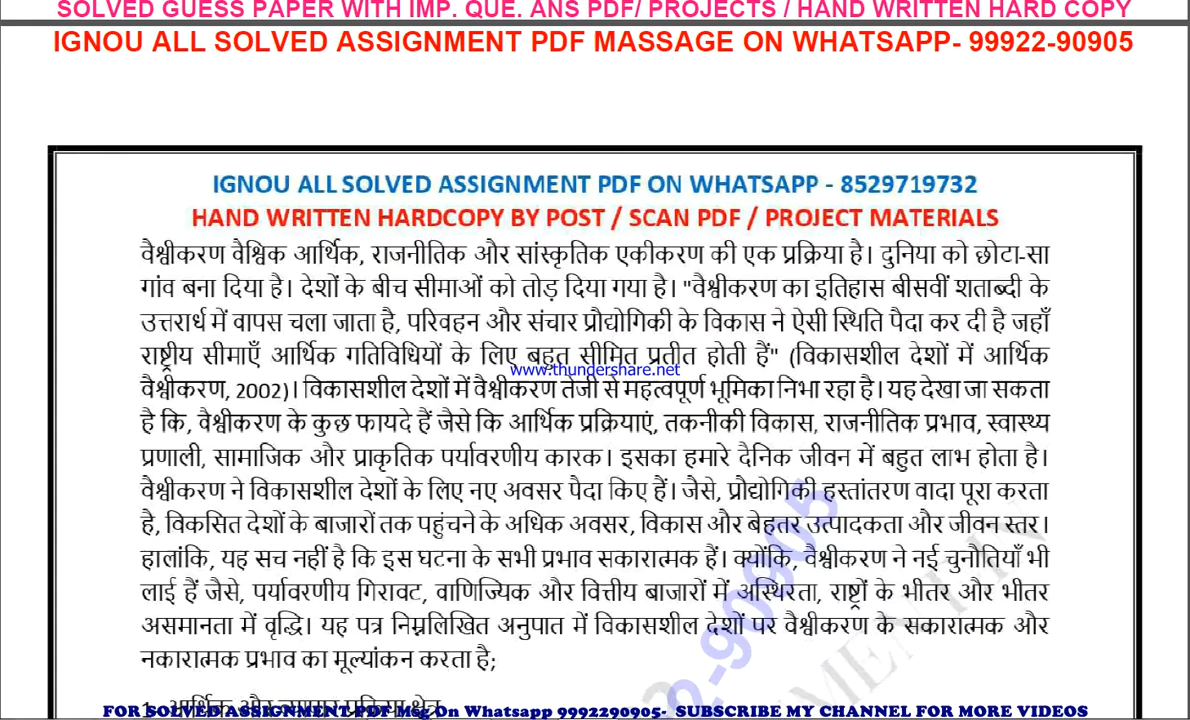 SOLVED GUESS PAPER WITH IMP. QUE. ANS PDF/ PROJECTS / HAND WRITTEN HARD COPY
IGNOU ALL SOLVED ASSIGNMENT PDF MASSAGE ON WHATSAPP- 99922-90905
IGNOU ALL SOLVED ASSIGNMENT PDF ON WHATSAPP - 8529719732
HAND WRITTEN HARDCOPY BY POST / SCAN PDF / PROJECT MATERIALS
वैश्वीकरण वैश्विक आर्थिक, राजनीतिक और सांस्कृतिक एकीकरण की एक प्रक्रिया है। दुनिया को छोटा-सा
गांव बना दिया है। देशों के बीच सीमाओं को तोड़ दिया गया है। "वैश्वीकरण का इतिहास बीसवीं शताब्दी के
उत्तरार्ध में वापस चला जाता है, परिवहन और संचार प्रौद्योगिकी के विकास ने ऐसी स्थिति पैदा कर दी है जहाँ
राष्ट्रीय सीमाएँ आर्थिक गतिविधियों के लिए बहुत सीमित प्रतीत होती हैं" (विकासशील देशों में आर्थिक
www.thundershare.net
वैश्वीकरण, 2002)। विकासशील देशों में वैश्वीकरण तेजी से महत्वपूर्ण भूमिका निभा रहा है। यह देखा जा सकता
है कि, वैश्वीकरण के कुछ फायदे हैं जैसे कि आर्थिक प्रक्रियाएं, तकनीकी विकास, राजनीतिक प्रभाव, स्वास्थ्य
प्रणाली, सामाजिक और प्राकृतिक पर्यावरणीय कारक। इसका हमारे दैनिक जीवन में बहुत लाभ होता है।
वैश्वीकरण ने विकासशील देशों के लिए नए अवसर पैदा किए हैं। जैसे, प्रौद्योगिकी हस्तांतरण वादा पूरा करता
है, विकसित देशों के बाजारों तक पहुंचने के अधिक अवसर, विकास और बेहतर उत्पादकता और जीवन स्तर।
हालांकि, यह सच नहीं है कि इस घटना के सभी प्रभाव सकारात्मक हैं। क्योंकि, वैश्वीकरण ने नई चुनौतियाँ भी
लाई हैं जैसे, पर्यावरणीय गिरावट, वाणिज्यिक और वित्तीय बाजारों में अस्थिरता, राष्ट्रों के भीतर और भीतर
असमानता में वृद्धि। यह पत्र निम्नलिखित अनुपात में विकासशील देशों पर वैश्वीकरण के सकारात्मक और
नकारात्मक प्रभाव का मूल्यांकन करता है;
1. आर्थिक और व्यापार प्रक्रिया क्षेत्र
FOR SOLVED ASSIGNMENT PDF Msg On Whatsapp 9992290905- SUBSCRIBE MY CHANNEL FOR MORE VIDEOS
2-90905
MENT IN